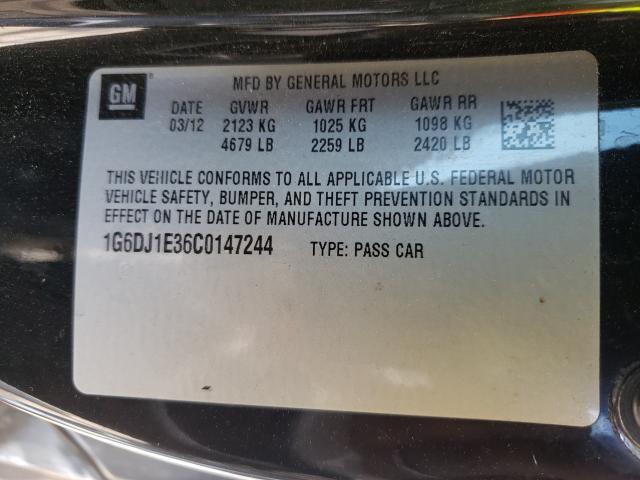 GM
MFD BY GENERAL MOTORS LLC
DATE GVWR GAWR FRT GAWR RR
03/12 2123 KG 1025 KG 1098 KG
4679 LB 2259 LB 2420 LB
THIS VEHICLE CONFORMS TO ALL APPLICABLE U.S. FEDERAL MOTOR
VEHICLE SAFETY, BUMPER, AND THEFT PREVENTION STANDARDS IN
EFFECT ON THE DATE OF MANUFACTURE SHOWN ABOVE.
1G6DJ1E36C0147244 TYPE: PASS CAR